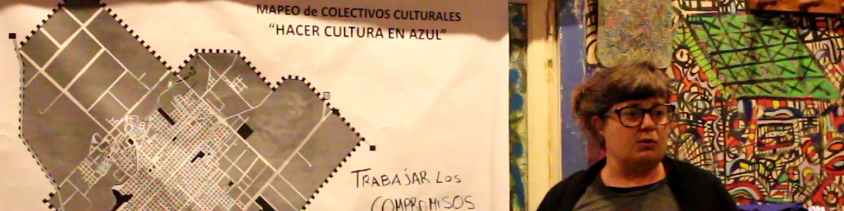 MAPEO de COLECTIVOS CULTURALES
"HACER CULTURA EN AZUL"
TRABAJAR LOS
COMPROMISOS